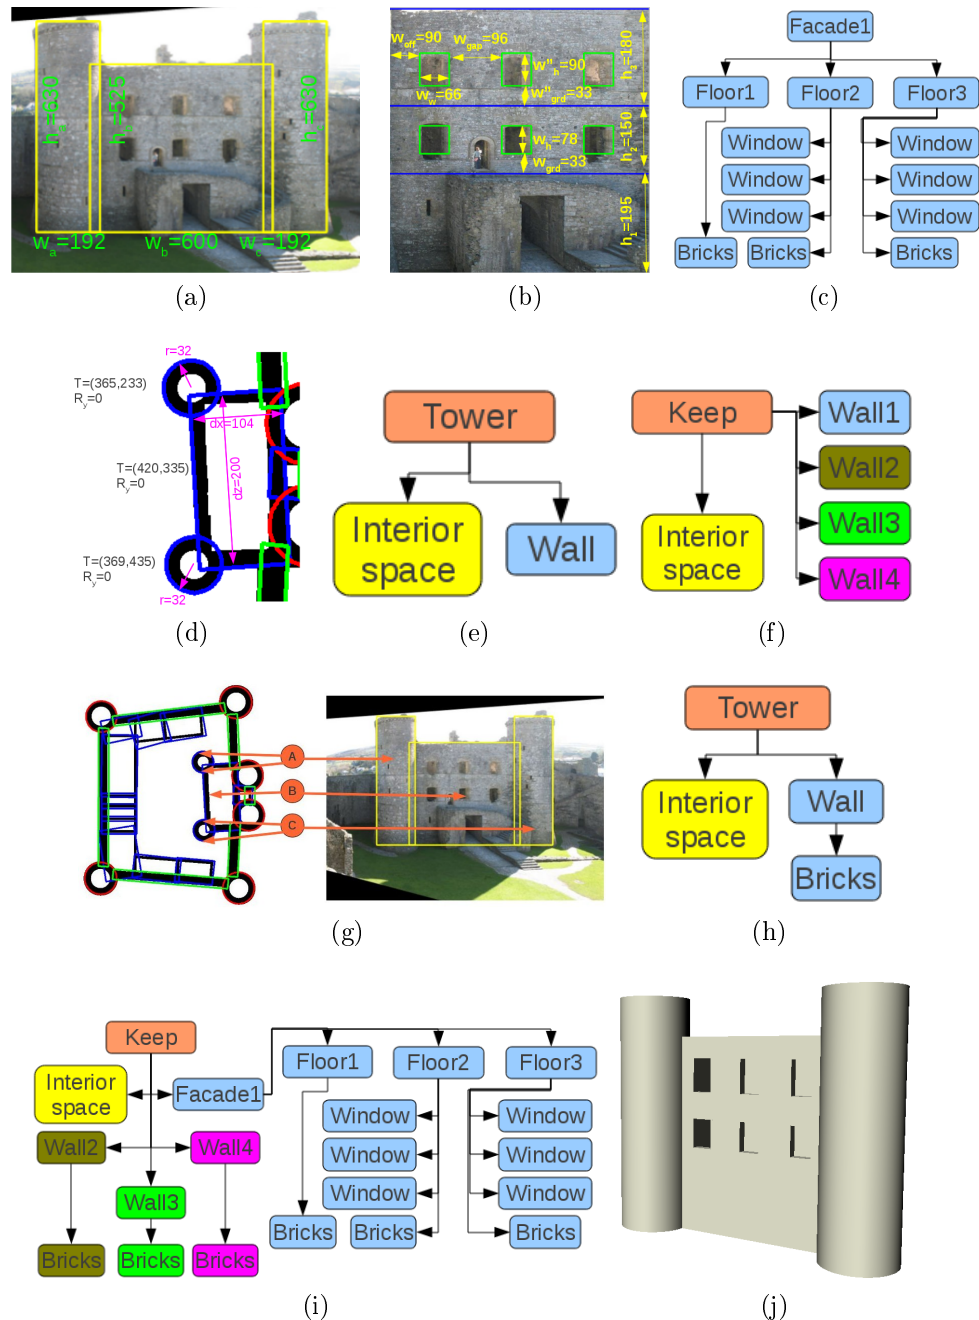 h_a=630
h_b=525
h_c=630
w_a=192
w_b=600
w_c=192
(a)
w_off=90
w_gap=96
w"_h=90
w_w=66
w"_grd=33
h_3=180
w_h=78
w_grd=33
h_2=150
h_1=195
(b)
Facade1
Floor1
Floor2
Floor3
Window
Window
Window
Window
Window
Window
Bricks
Bricks
Bricks
(c)
r=32
T=(365,233)
R_y=0
dx=104
T=(420,335)
R_y=0
dz=200
T=(369,435)
R_y=0
r=32
(d)
Tower
Interior
space
Wall
(e)
Keep
Wall1
Wall2
Interior
space
Wall3
Wall4
(f)
A
B
C
(g)
Tower
Interior
space
Wall
Bricks
(h)
Keep
Interior
space
Facade1
Wall2
Wall4
Wall3
Bricks
Bricks
Bricks
Floor1
Floor2
Floor3
Window
Window
Window
Window
Window
Window
Bricks
Bricks
Bricks
(i)
(j)